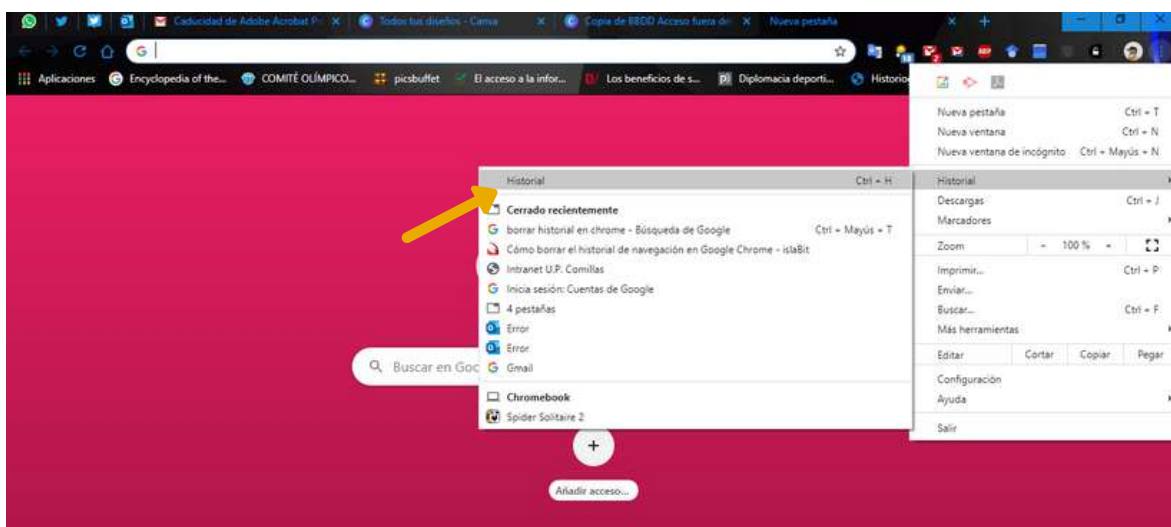 Caducidad de Adobe Acrobat P
Todos tus diseños - Canva
Copia de BBDD Acceso fuera de
Nueva pestaña
Aplicaciones
Encyclopedia of the...
COMITÉ OLÍMPICO...
picsbuffet
El acceso a la infor...
Los beneficios de s...
Diplomacia deporti...
Historio
Nueva pestaña Ctrl + T
Nueva ventana Ctrl + N
Nueva ventana de incógnito Ctrl + Mayús + N
Historial
Descargas Ctrl + J
Marcadores
Zoom - 100 % +
Imprimir... Ctrl + P
Enviar...
Buscar... Ctrl + F
Más herramientas
Editar Cortar Copiar Pegar
Configuración
Ayuda
Salir
Historial Ctrl + H
Cerrado recientemente
borrar historial en chrome - Búsqueda de Google Ctrl + Mayús + T
Cómo borrar el historial de navegación en Google Chrome - islaBit
Intranet U.P. Comillas
Inicia sesión: Cuentas de Google
4 pestañas
Error
Error
Gmail
Chromebook
Spider Solitaire 2
Buscar en Goo
Añadir acceso...